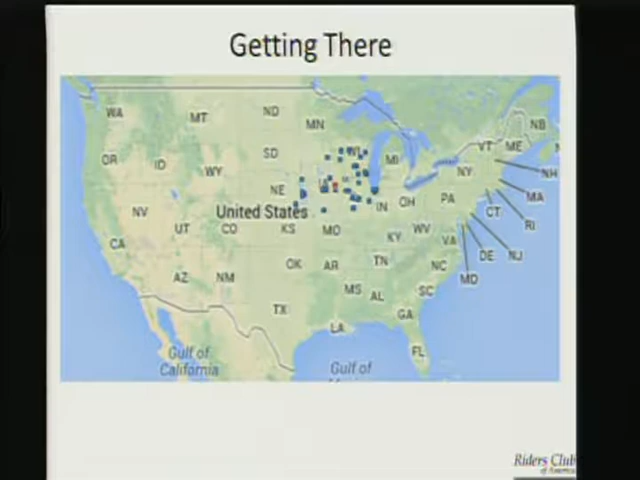 Getting There
WA
MT
ND
MN
NB
OR
ID
WY
SD
WI
MI
VT
ME
NH
NY
MA
NE
IA
NV
UT
CO
United States
KS
MO
IN
OH
PA
CT
RI
CA
KY
WV
VA
DE
NJ
MD
AZ
NM
OK
AR
TN
NC
MS
AL
SC
GA
TX
LA
FL
Gulf of
California
Gulf of
Riders Club
of America